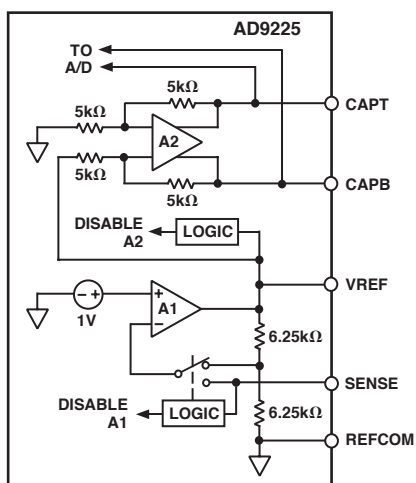 AD9225
TO
A/D
5kΩ
5kΩ
CAPT
A2
5kΩ
5kΩ
CAPB
DISABLE
A2
LOGIC
VREF
- +
1V
+
A1
−
6.25kΩ
SENSE
DISABLE
A1
LOGIC
6.25kΩ
REFCOM